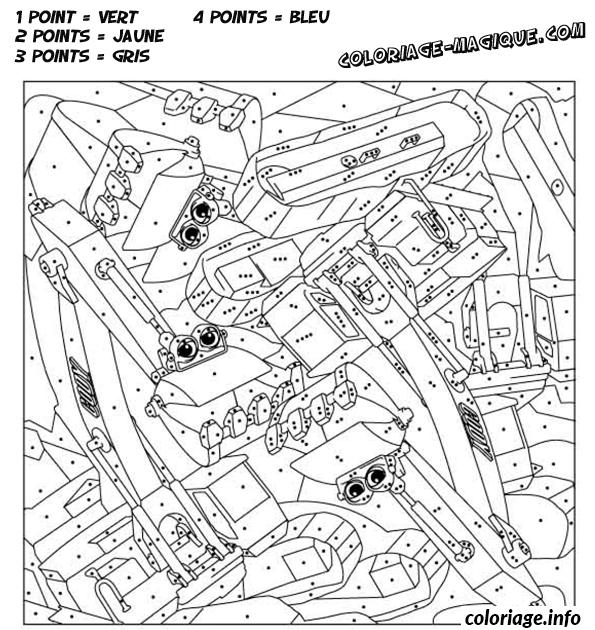 1 POINT = VERT 4 POINTS = BLEU
2 POINTS = JAUNE
3 POINTS = GRIS
COLORIAGE-MAGIQUE.COM
coloriage.info